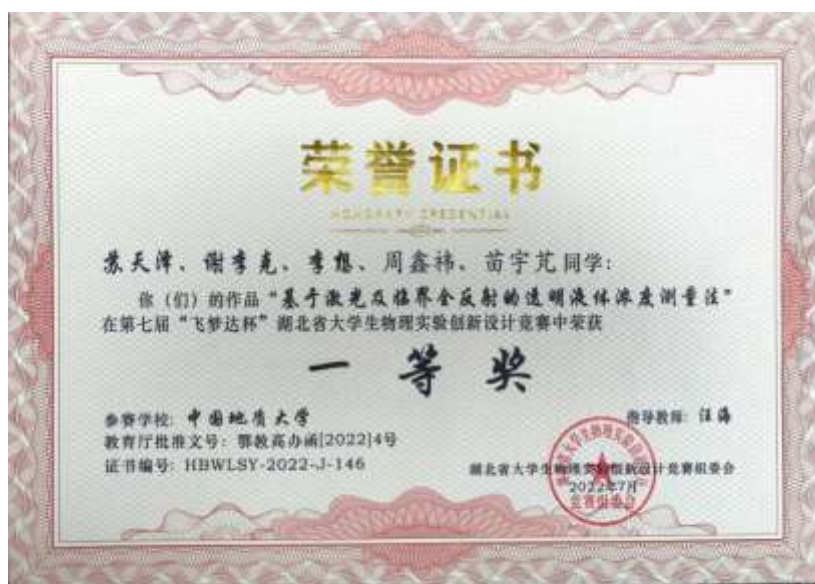 荣誉证书
HONORARY CREDENTIAL
苏天泽、谢李克、李想、周鑫祎、苗宇芃同学:
你（们）的作品“基于激光及临界全反射的透明液体浓度测量法”
在第七届“飞梦达杯”湖北省大学生物理实验创新设计竞赛中荣获
一等奖
参赛学校: 中国地质大学
指导教师: 汪海
教育厅批准文号: 鄂教高办函[2022]4号
证书编号: HBWLSY-2022-J-146
湖北省大学生物理实验创新设计竞赛组委会
2022年7月
竞赛组委会